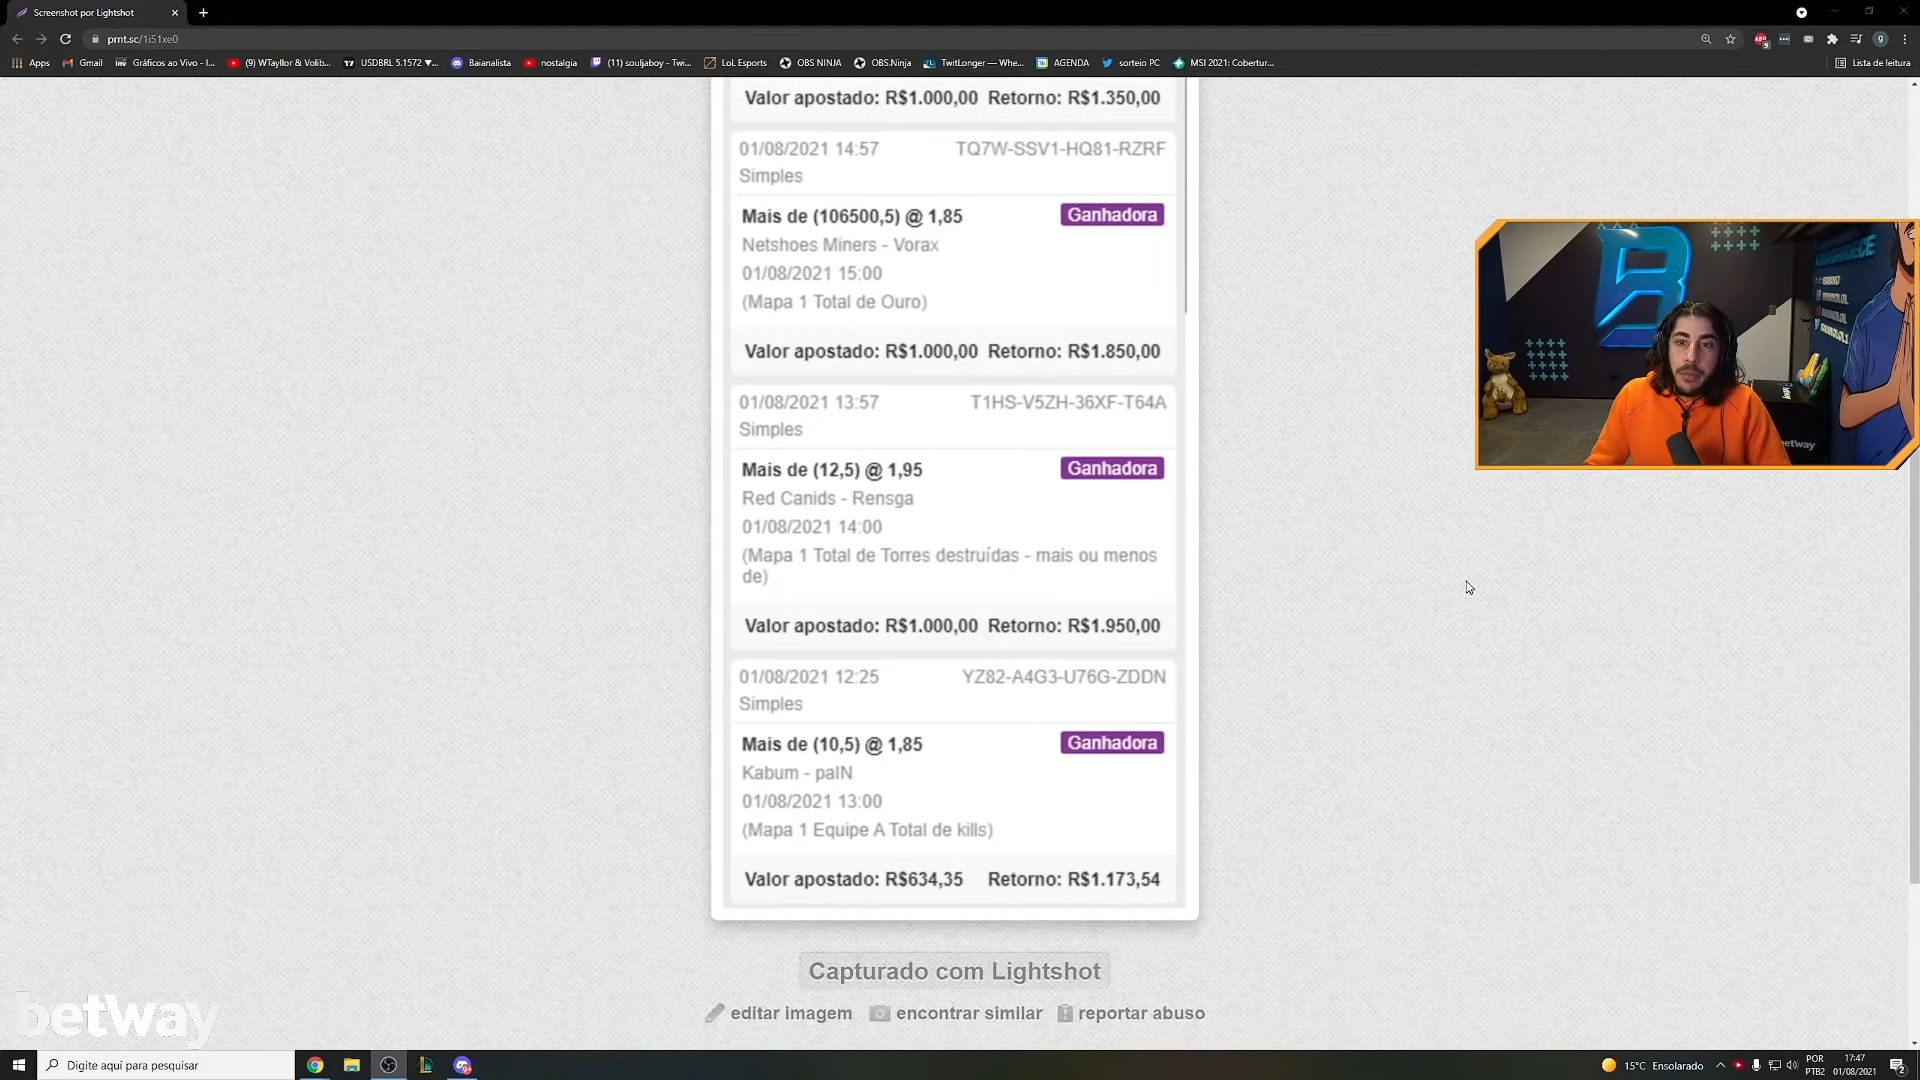 Screenshot por Lightshot
prnt.sc/1i51xe0
Apps
Gmail
Gráficos ao Vivo - I...
(9) WTayllor & Volib...
USDBRL 5.1572 ▼...
Baianalista
nostalgia
(11) souljaboy - Twi...
LoL Esports
OBS NINJA
OBS.Ninja
TwitLonger — Whe...
AGENDA
sorteio PC
MSI 2021: Cobertur...
Lista de leitura
Valor apostado: R$1.000,00 Retorno: R$1.350,00
01/08/2021 14:57 TQ7W-SSV1-HQ81-RZRF
Simples
Mais de (106500,5) @ 1,85 Ganhadora
Netshoes Miners - Vorax
01/08/2021 15:00
(Mapa 1 Total de Ouro)
Valor apostado: R$1.000,00 Retorno: R$1.850,00
01/08/2021 13:57 T1HS-V5ZH-36XF-T64A
Simples
Mais de (12,5) @ 1,95 Ganhadora
Red Canids - Rensga
01/08/2021 14:00
(Mapa 1 Total de Torres destruídas - mais ou menos
de)
Valor apostado: R$1.000,00 Retorno: R$1.950,00
01/08/2021 12:25 YZ82-A4G3-U76G-ZDDN
Simples
Mais de (10,5) @ 1,85 Ganhadora
Kabum - paIN
01/08/2021 13:00
(Mapa 1 Equipe A Total de kills)
Valor apostado: R$634,35 Retorno: R$1.173,54
Capturado com Lightshot
editar imagem encontrar similar reportar abuso
betway
betway
Digite aqui para pesquisar
15°C Ensolarado
POR
PTB2
17:47
01/08/2021